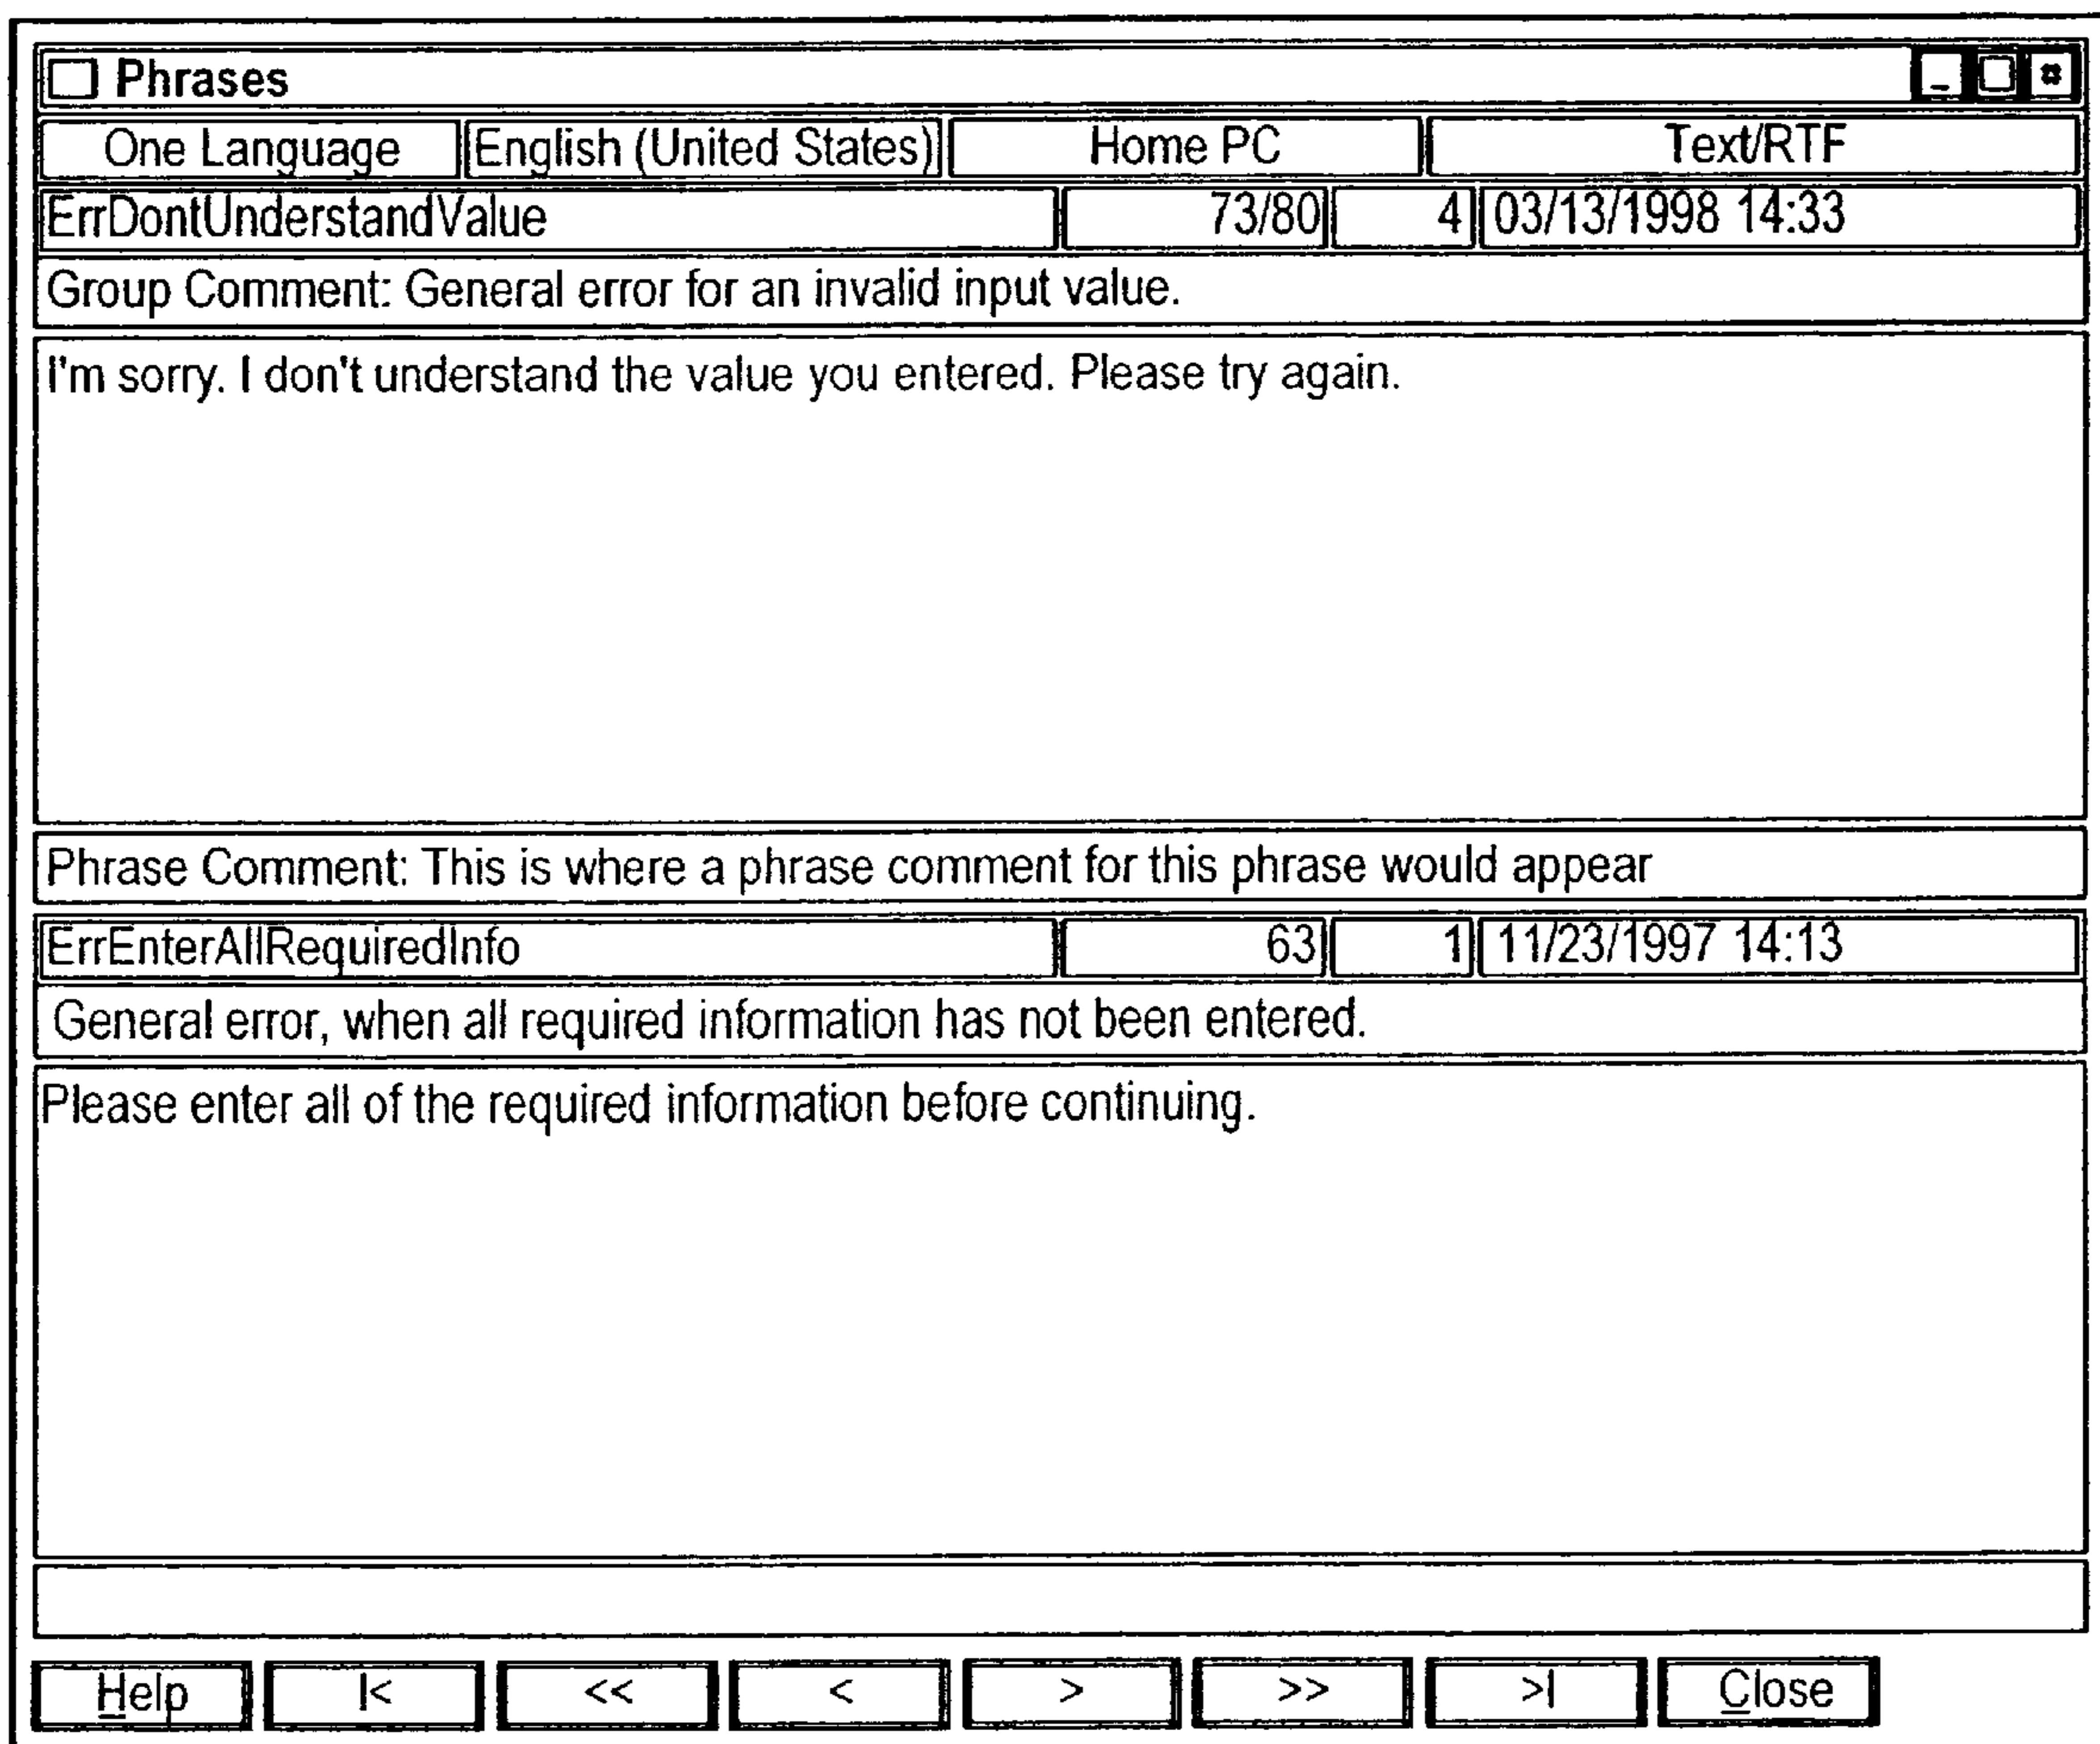 Phrases
One Language English (United States) Home PC Text/RTF
ErrDontUnderstandValue 73/80 4 03/13/1998 14:33
Group Comment: General error for an invalid input value.
I'm sorry. I don't understand the value you entered. Please try again.
Phrase Comment: This is where a phrase comment for this phrase would appear
ErrEnterAllRequiredInfo 63 1 11/23/1997 14:13
General error, when all required information has not been entered.
Please enter all of the required information before continuing.
Help |< << < > >> >| Close